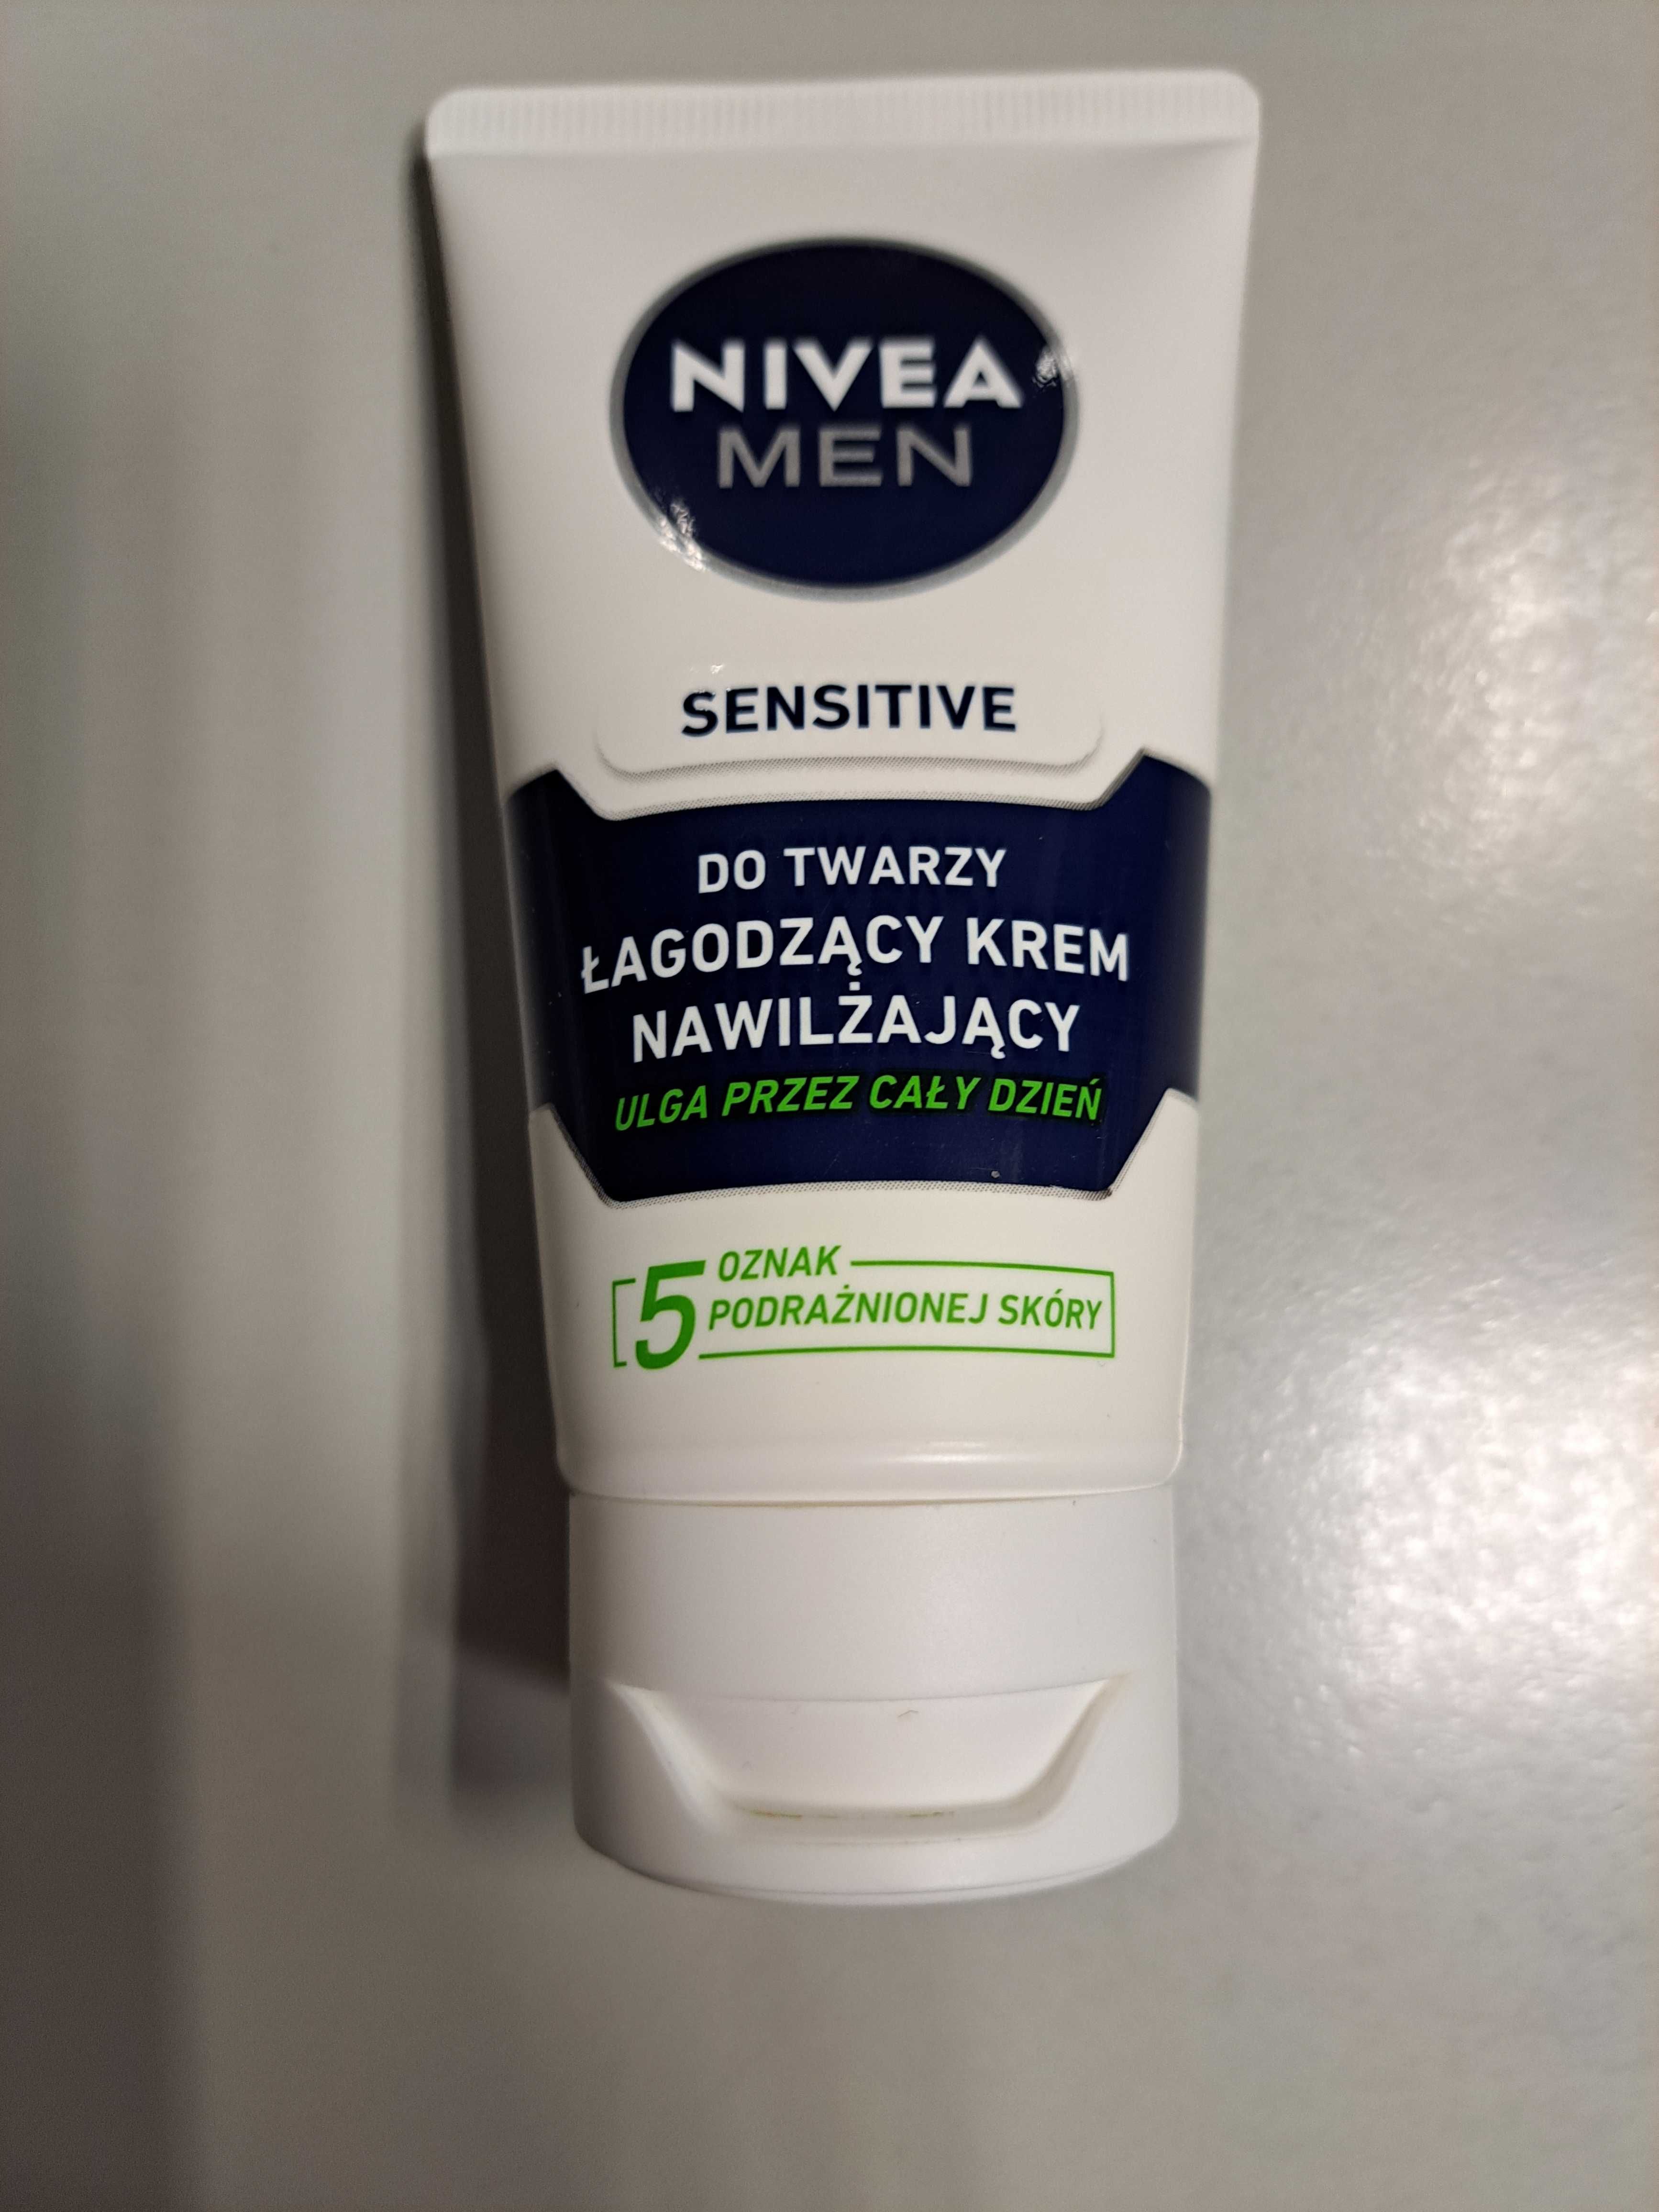 NIVEA
MEN
SENSITIVE
DO TWARZY
ŁAGODZĄCY KREM
NAWILŻAJĄCY
ULGA PRZEZ CAŁY DZIEŃ
5 OZNAK
PODRAŻNIONEJ SKÓRY